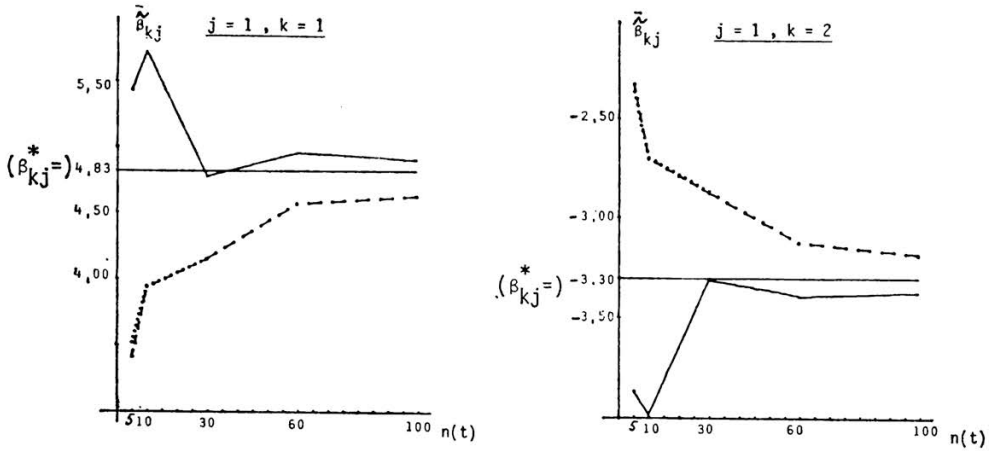 β̃̄kj
j = 1 , k = 1
5,50
(β*kj=) 4,83
4,50
4,00
5 10 30 60 100
n(t)
β̃̄kj
j = 1 , k = 2
-2,50
-3,00
(β*kj=) -3.30
-3,50
5 10 30 60 100
n(t)